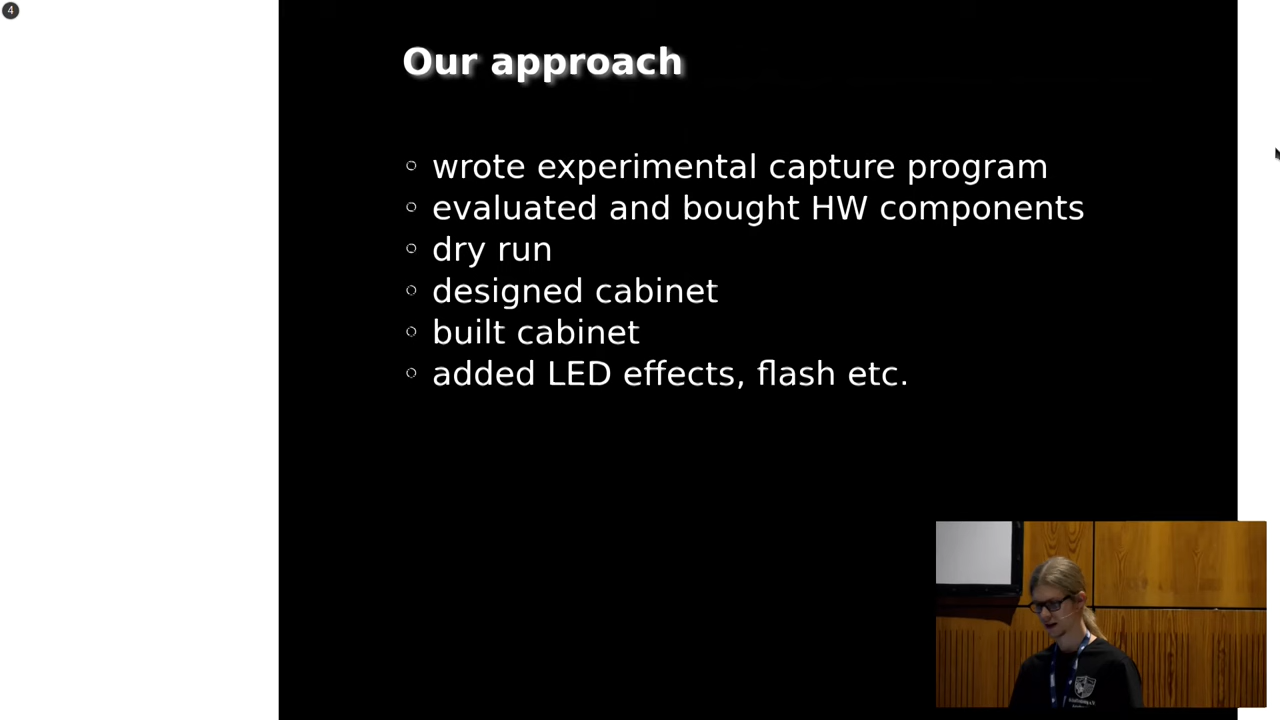 4
Our approach
wrote experimental capture program
evaluated and bought HW components
dry run
designed cabinet
built cabinet
added LED effects, flash etc.